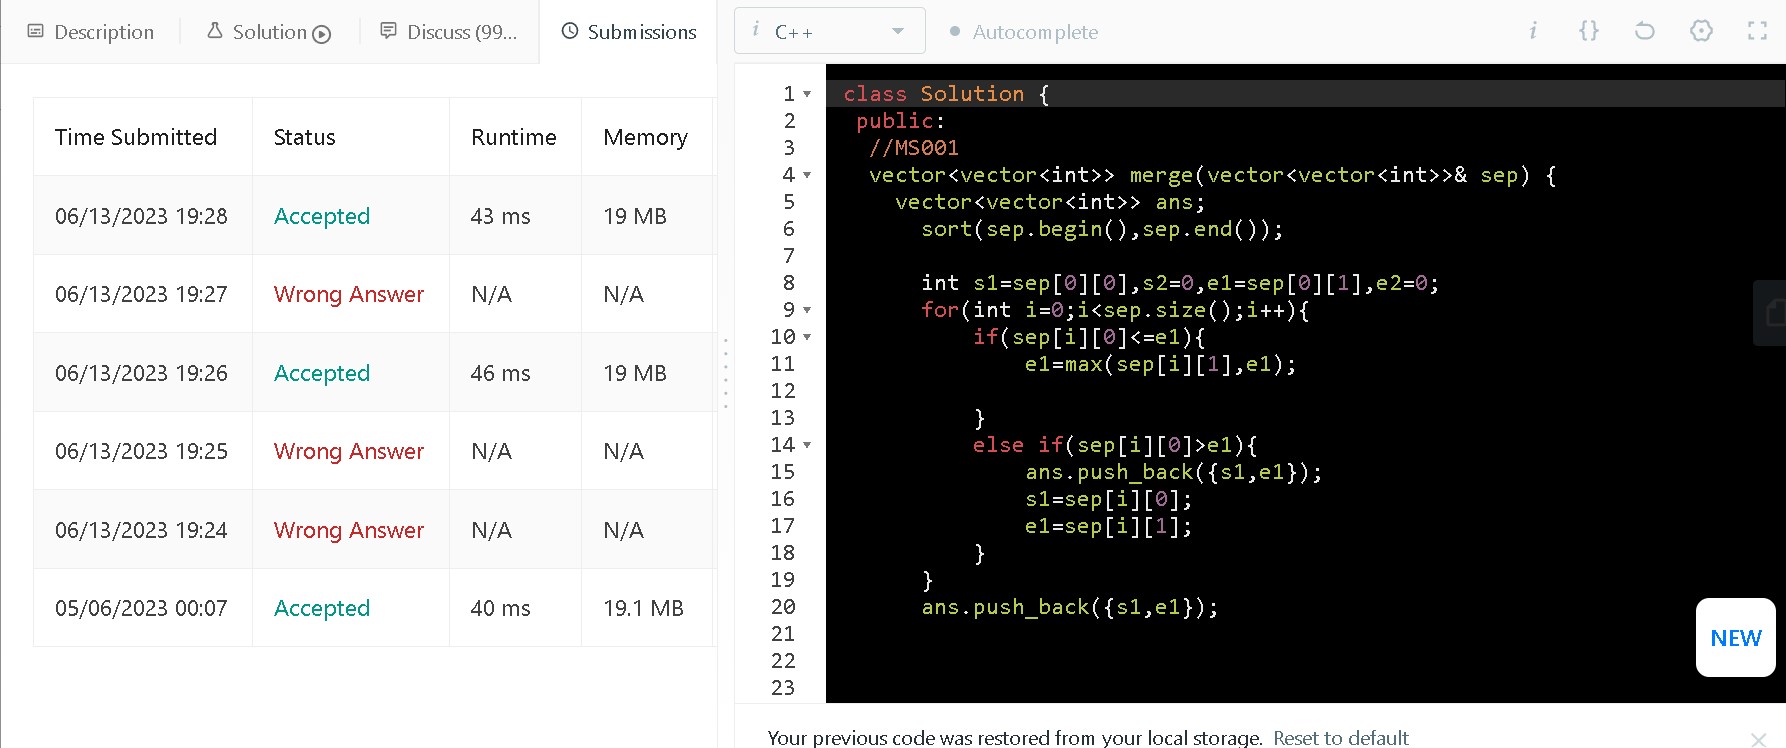 Description
Solution
Discuss (99...
Submissions
Time Submitted Status Runtime Memory
06/13/2023 19:28 Accepted 43 ms 19 MB
06/13/2023 19:27 Wrong Answer N/A N/A
06/13/2023 19:26 Accepted 46 ms 19 MB
06/13/2023 19:25 Wrong Answer N/A N/A
06/13/2023 19:24 Wrong Answer N/A N/A
05/06/2023 00:07 Accepted 40 ms 19.1 MB
i C++
Autocomplete
i {}
1 class Solution {
2 public:
3 //MS001
4 vector<vector<int>> merge(vector<vector<int>>& sep) {
5 vector<vector<int>> ans;
6 sort(sep.begin(),sep.end());
7
8 int s1=sep[0][0],s2=0,e1=sep[0][1],e2=0;
9 for(int i=0;i<sep.size();i++){
10 if(sep[i][0]<=e1){
11 e1=max(sep[i][1],e1);
12
13 }
14 else if(sep[i][0]>e1){
15 ans.push_back({s1,e1});
16 s1=sep[i][0];
17 e1=sep[i][1];
18 }
19 }
20 ans.push_back({s1,e1});
21
22
23
NEW
Your previous code was restored from your local storage. Reset to default